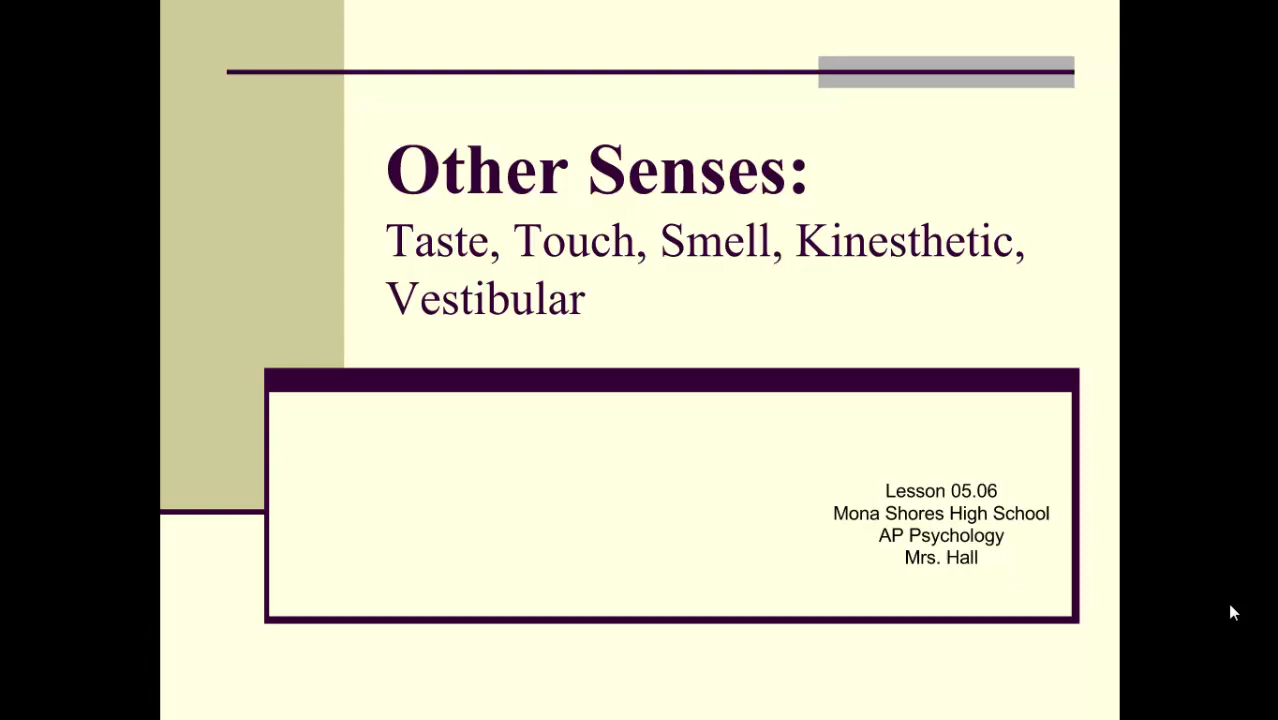 Other Senses:
Taste, Touch, Smell, Kinesthetic,
Vestibular
Lesson 05.06
Mona Shores High School
AP Psychology
Mrs. Hall